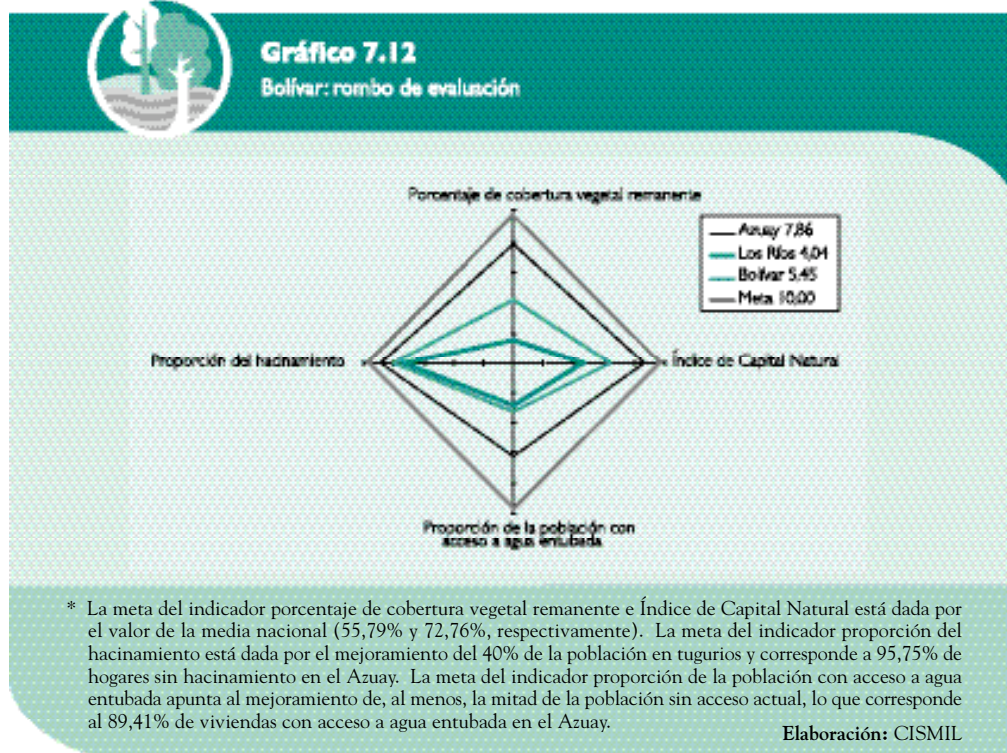 Gráfico 7.12
Bolívar: rombo de evaluación
Porcentaje de cobertura vegetal remanente
Azuay 7,86
Los Ríos 4,04
Bolívar 5,45
Meta 10,00
Proporción del hacinamiento
Índice de Capital Natural
Proporción de la población con
acceso a agua entubada
* La meta del indicador porcentaje de cobertura vegetal remanente e Índice de Capital Natural está dada por
el valor de la media nacional (55,79% y 72,76%, respectivamente). La meta del indicador proporción del
hacinamiento está dada por el mejoramiento del 40% de la población en tugurios y corresponde a 95,75% de
hogares sin hacinamiento en el Azuay. La meta del indicador proporción de la población con acceso a agua
entubada apunta al mejoramiento de, al menos, la mitad de la población sin acceso actual, lo que corresponde
al 89,41% de viviendas con acceso a agua entubada en el Azuay.
Elaboración: CISMIL